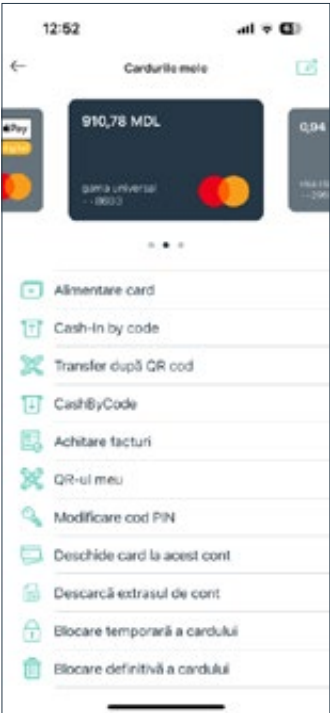 12:52
Cardurile mele
Pay
910,78 MDL
0,94
gama universal
Alimentare card
Cash-In by code
Transfer după QR cod
CashByCode
Achitare facturi
QR-ul meu
Modificare cod PIN
Deschide card la acest cont
Descarcă extrasul de cont
Blocare temporară a cardului
Blocare definitivă a cardului